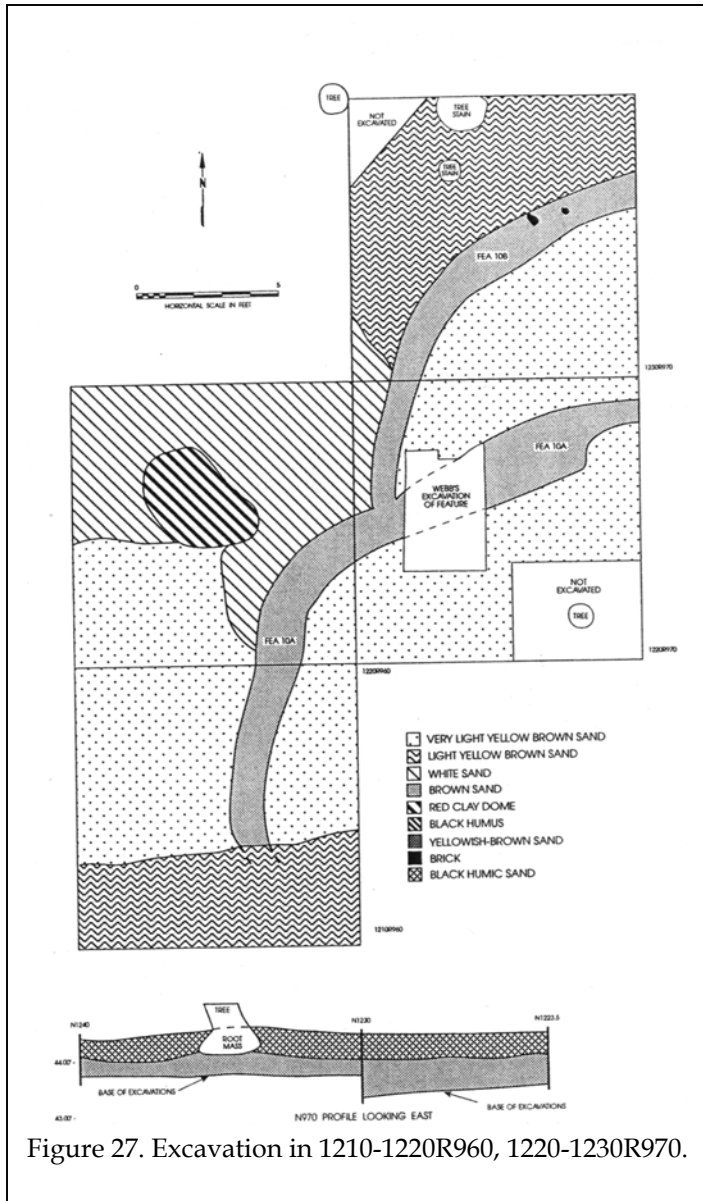 TREE
NOT
EXCAVATED
TREE
STAIN
TREE
STAIN
N
0 5
HORIZONTAL SCALE IN FEET
FEA 10B
1230R970
FEA 10A
WEBB'S
EXCAVATION
OF FEATURE
NOT
EXCAVATED
TREE
FEA 10A
1220R960
1220R970
VERY LIGHT YELLOW BROWN SAND
LIGHT YELLOW BROWN SAND
WHITE SAND
BROWN SAND
RED CLAY DOME
BLACK HUMUS
YELLOWISH-BROWN SAND
BRICK
BLACK HUMIC SAND
1210R960
TREE
N1240 N1230 N1223.5
ROOT
MASS
44.00' -
BASE OF EXCAVATIONS
BASE OF EXCAVATIONS
43.00' -
N970 PROFILE LOOKING EAST
Figure 27. Excavation in 1210-1220R960, 1220-1230R970.